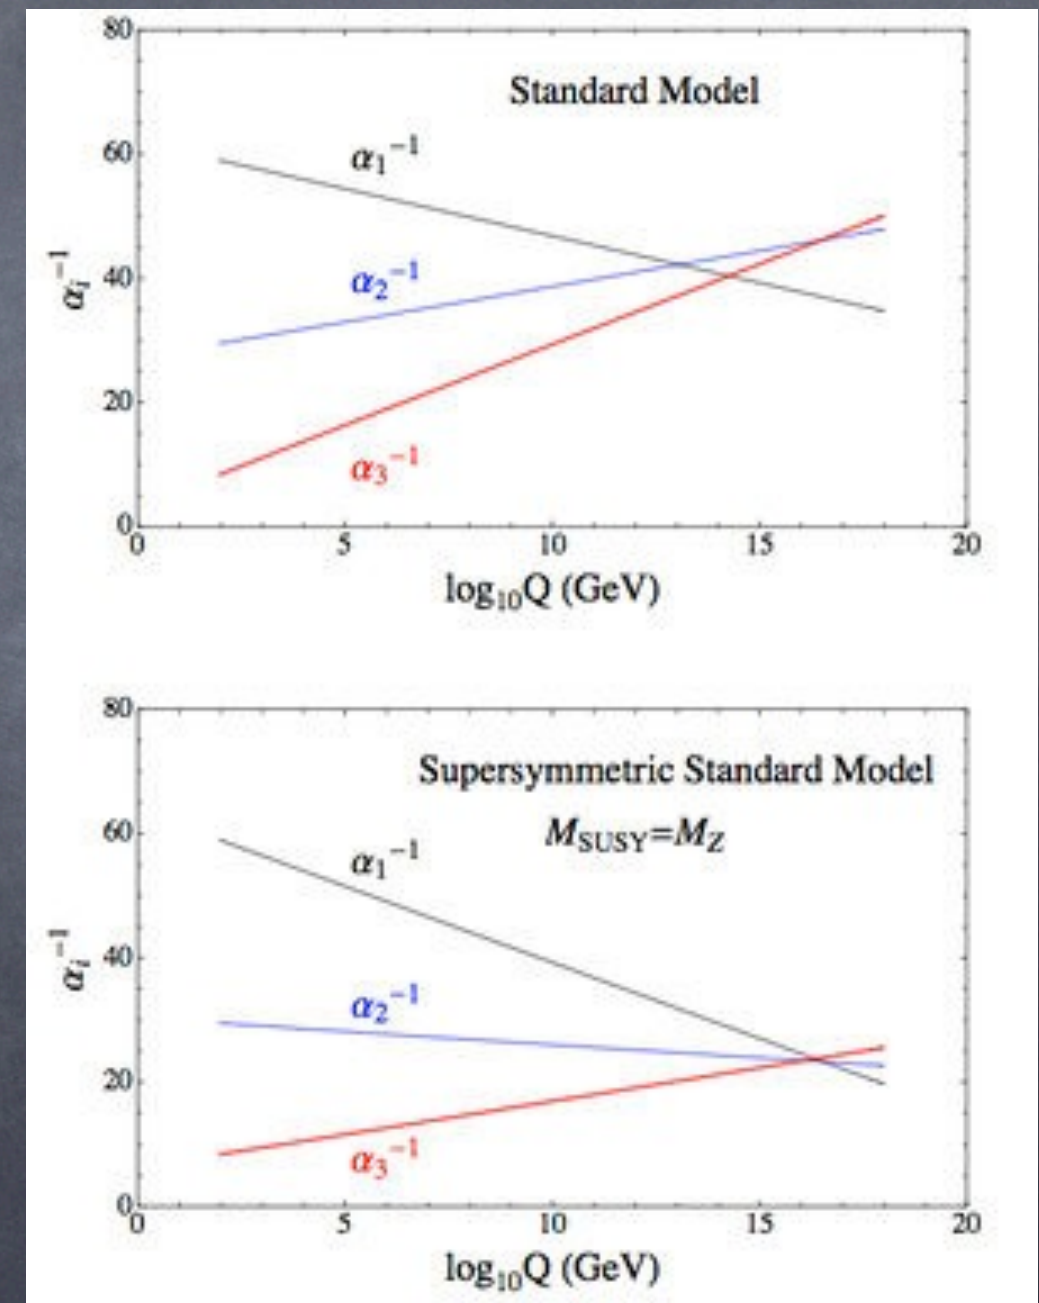 80
Standard Model
60
α₁⁻¹
αᵢ⁻¹
40
α₂⁻¹
20
α₃⁻¹
0
0 5 10 15 20
log₁₀Q (GeV)
80
Supersymmetric Standard Model
60
M_SUSY=M_Z
α₁⁻¹
αᵢ⁻¹
40
α₂⁻¹
20
α₃⁻¹
0
0 5 10 15 20
log₁₀Q (GeV)